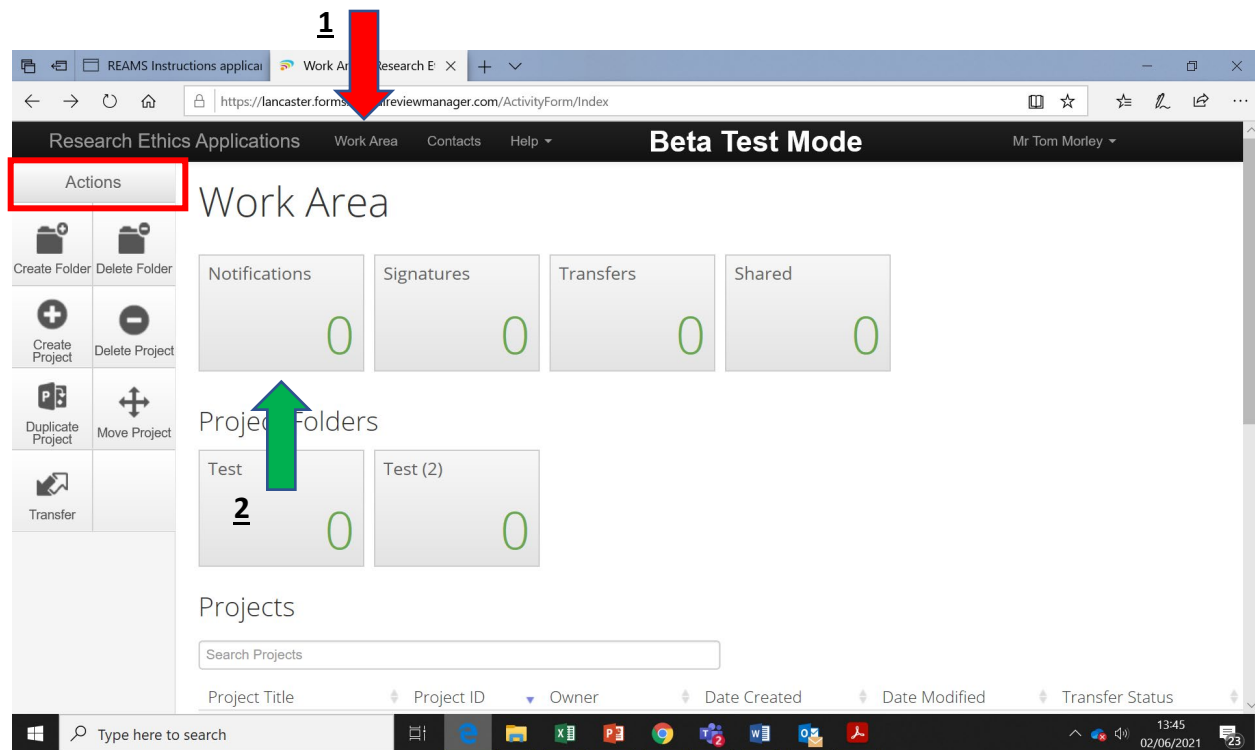 1
REAMS Instructions applicar
Work Ar Research E
https://lancaster.forms. lreviewmanager.com/ActivityForm/Index
Research Ethics Applications Work Area Contacts Help Beta Test Mode Mr Tom Morley
Actions
Work Area
Create Folder Delete Folder
Create Project Delete Project
Duplicate Project Move Project
Transfer
Notifications Signatures Transfers Shared
0 0 0 0
Project Folders
Test Test (2)
2
0 0
Projects
Search Projects
Project Title Project ID Owner Date Created Date Modified Transfer Status
Type here to search
13:45
02/06/2021
23